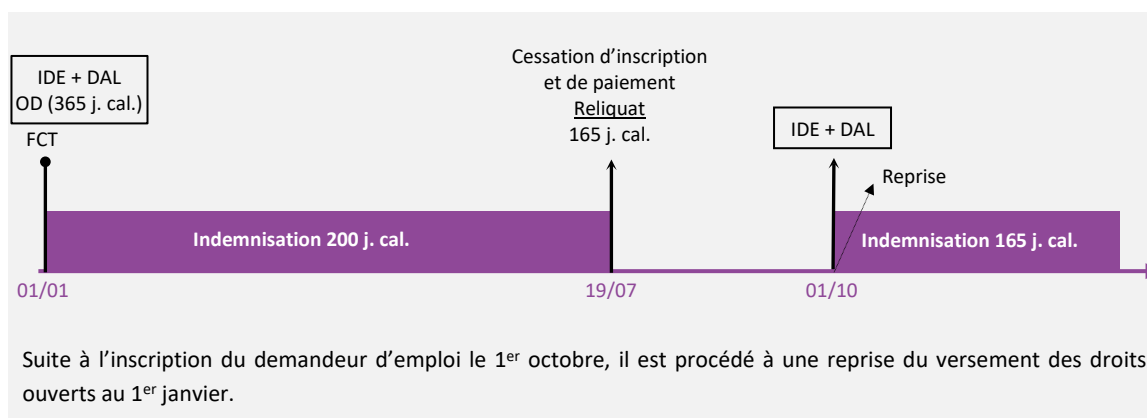 Cessation d’inscription
et de paiement
Reliquat
165 j. cal.
IDE + DAL
OD (365 j. cal.)
FCT
IDE + DAL
Reprise
Indemnisation 200 j. cal.
Indemnisation 165 j. cal.
01/01
19/07
01/10
Suite à l’inscription du demandeur d’emploi le 1er octobre, il est procédé à une reprise du versement des droits
ouverts au 1er janvier.